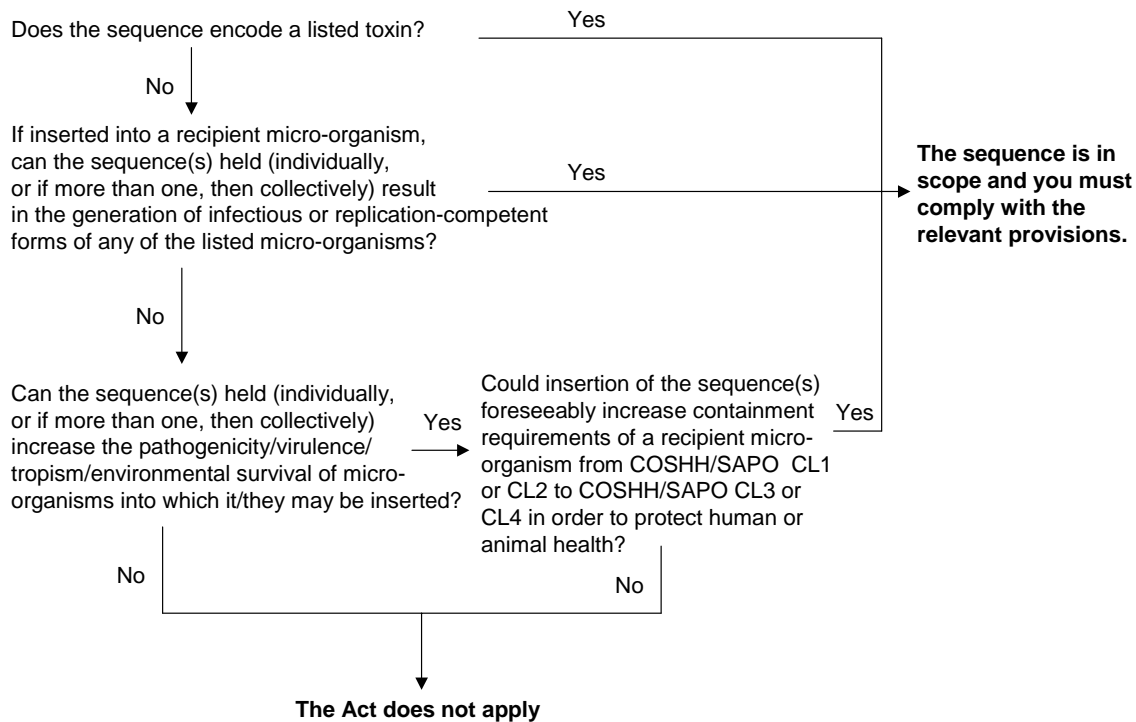 Does the sequence encode a listed toxin?
Yes
No
If inserted into a recipient micro-organism,
can the sequence(s) held (individually,
or if more than one, then collectively) result
in the generation of infectious or replication-competent
forms of any of the listed micro-organisms?
Yes
The sequence is in
scope and you must
comply with the
relevant provisions.
No
Can the sequence(s) held (individually,
or if more than one, then collectively)
increase the pathogenicity/virulence/
tropism/environmental survival of micro-
organisms into which it/they may be inserted?
Yes
Could insertion of the sequence(s)
foreseeably increase containment
requirements of a recipient micro-
organism from COSHH/SAPO CL1
or CL2 to COSHH/SAPO CL3 or
CL4 in order to protect human or
animal health?
Yes
No
No
The Act does not apply